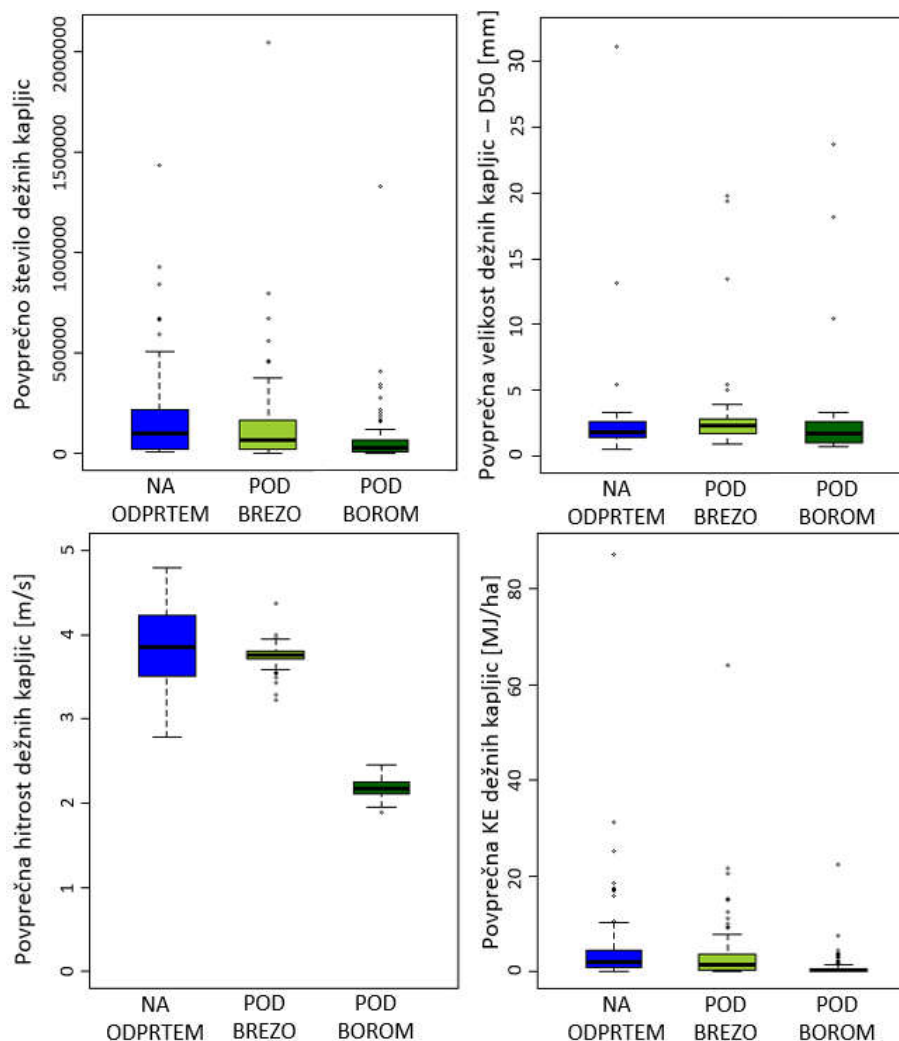 Povprečno število dežnih kapljic
2000000
1500000
1000000
500000
0
NA
ODPRTEM
POD
BREZO
POD
BOROM
Povprečna velikost dežnih kapljic – D50 [mm]
30
25
20
15
10
5
0
NA
ODPRTEM
POD
BREZO
POD
BOROM
Povprečna hitrost dežnih kapljic [m/s]
5
4
3
2
1
0
NA
ODPRTEM
POD
BREZO
POD
BOROM
Povprečna KE dežnih kapljic [MJ/ha]
80
60
40
20
0
NA
ODPRTEM
POD
BREZO
POD
BOROM